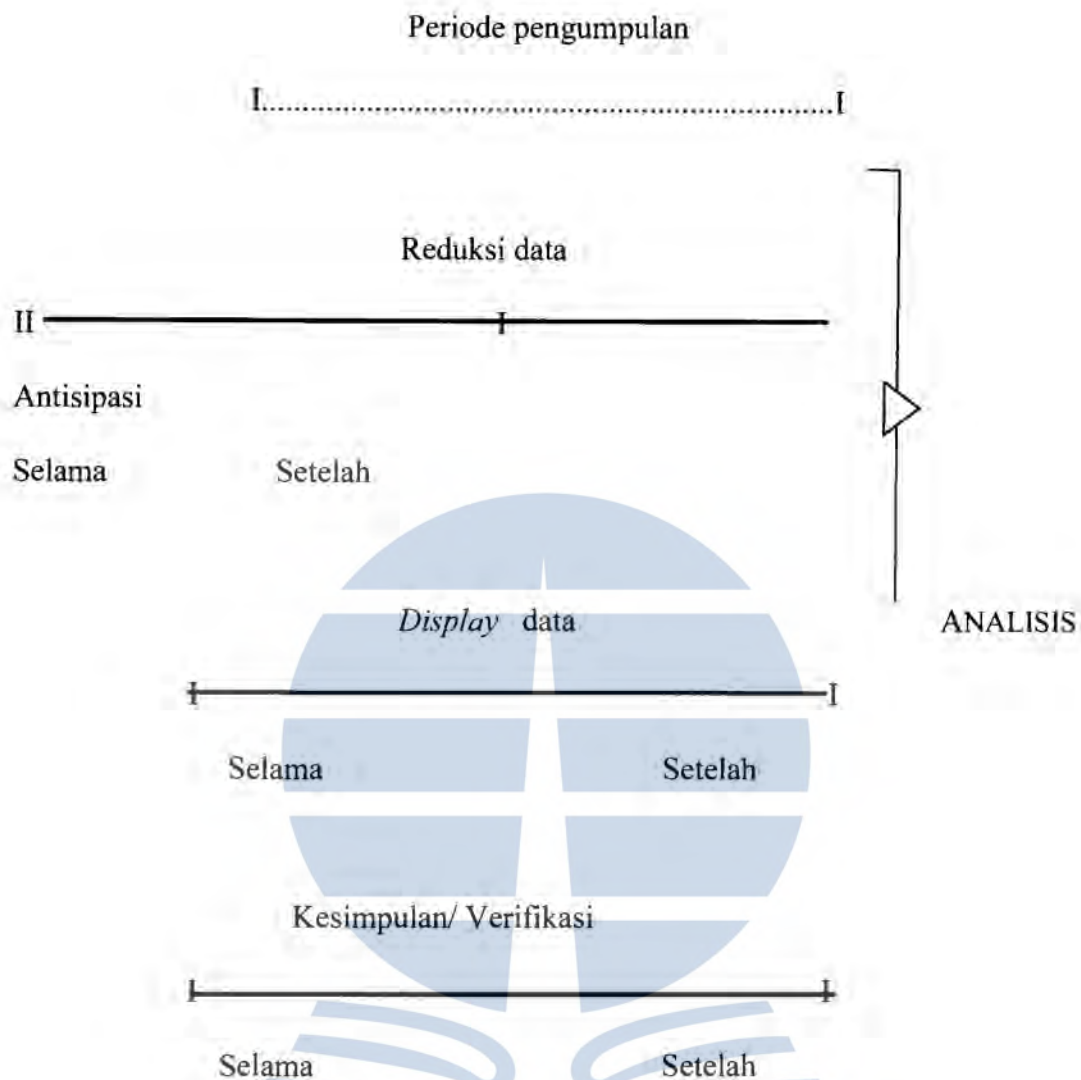 Periode pengumpulan
I..........................................................................I
Reduksi data
II I
Antisipasi
Selama Setelah
Display data
ANALISIS
I I
Selama Setelah
Kesimpulan/ Verifikasi
I I
Selama Setelah